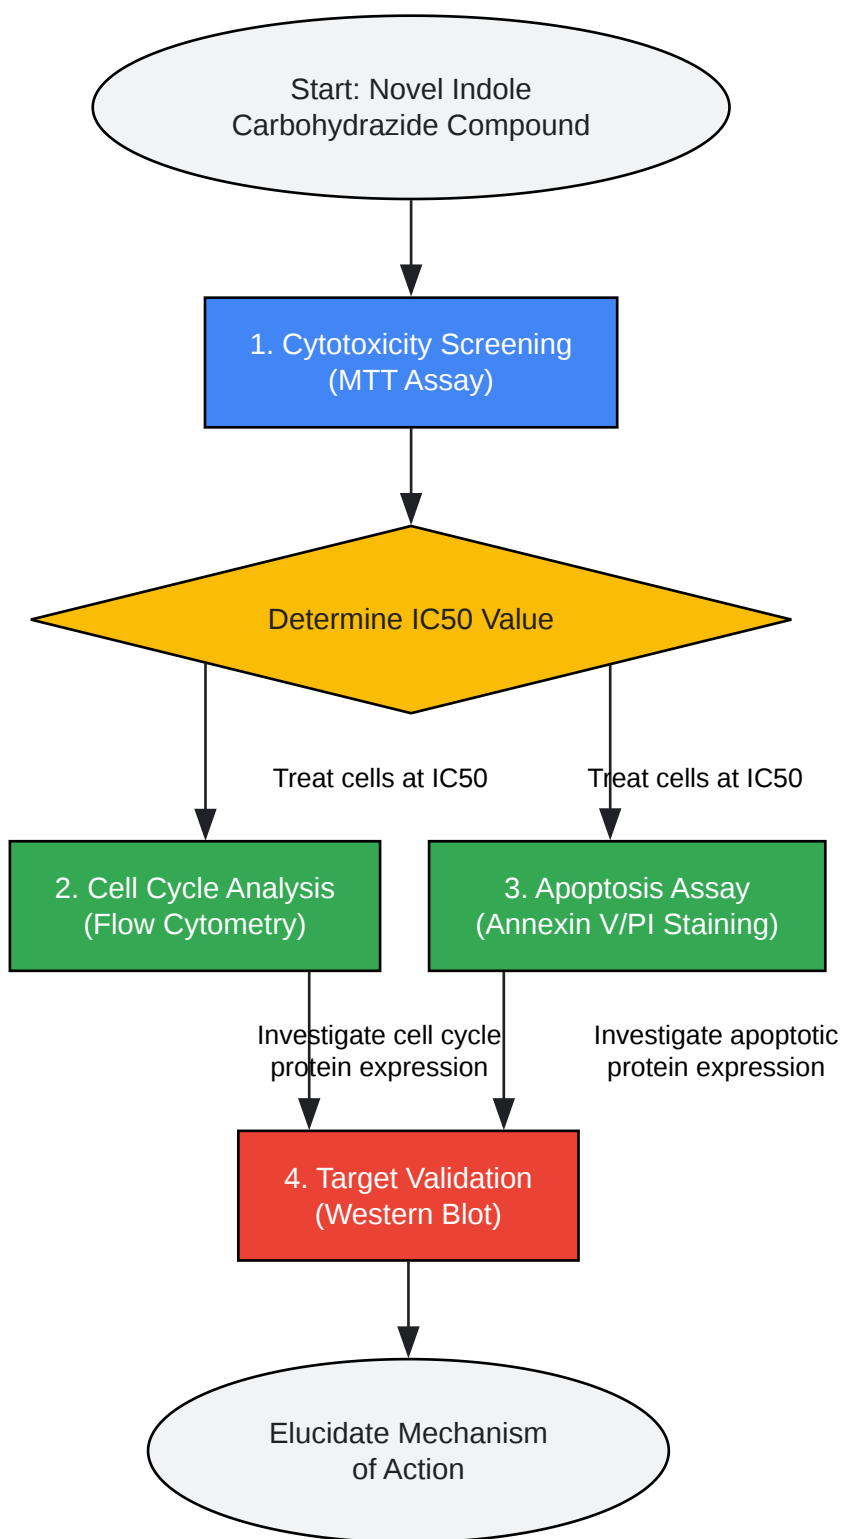 Start: Novel Indole
Carbohydrazide Compound
1. Cytotoxicity Screening
(MTT Assay)
Determine IC50 Value
Treat cells at IC50
Treat cells at IC50
2. Cell Cycle Analysis
(Flow Cytometry)
3. Apoptosis Assay
(Annexin V/PI Staining)
Investigate cell cycle
protein expression
Investigate apoptotic
protein expression
4. Target Validation
(Western Blot)
Elucidate Mechanism
of Action